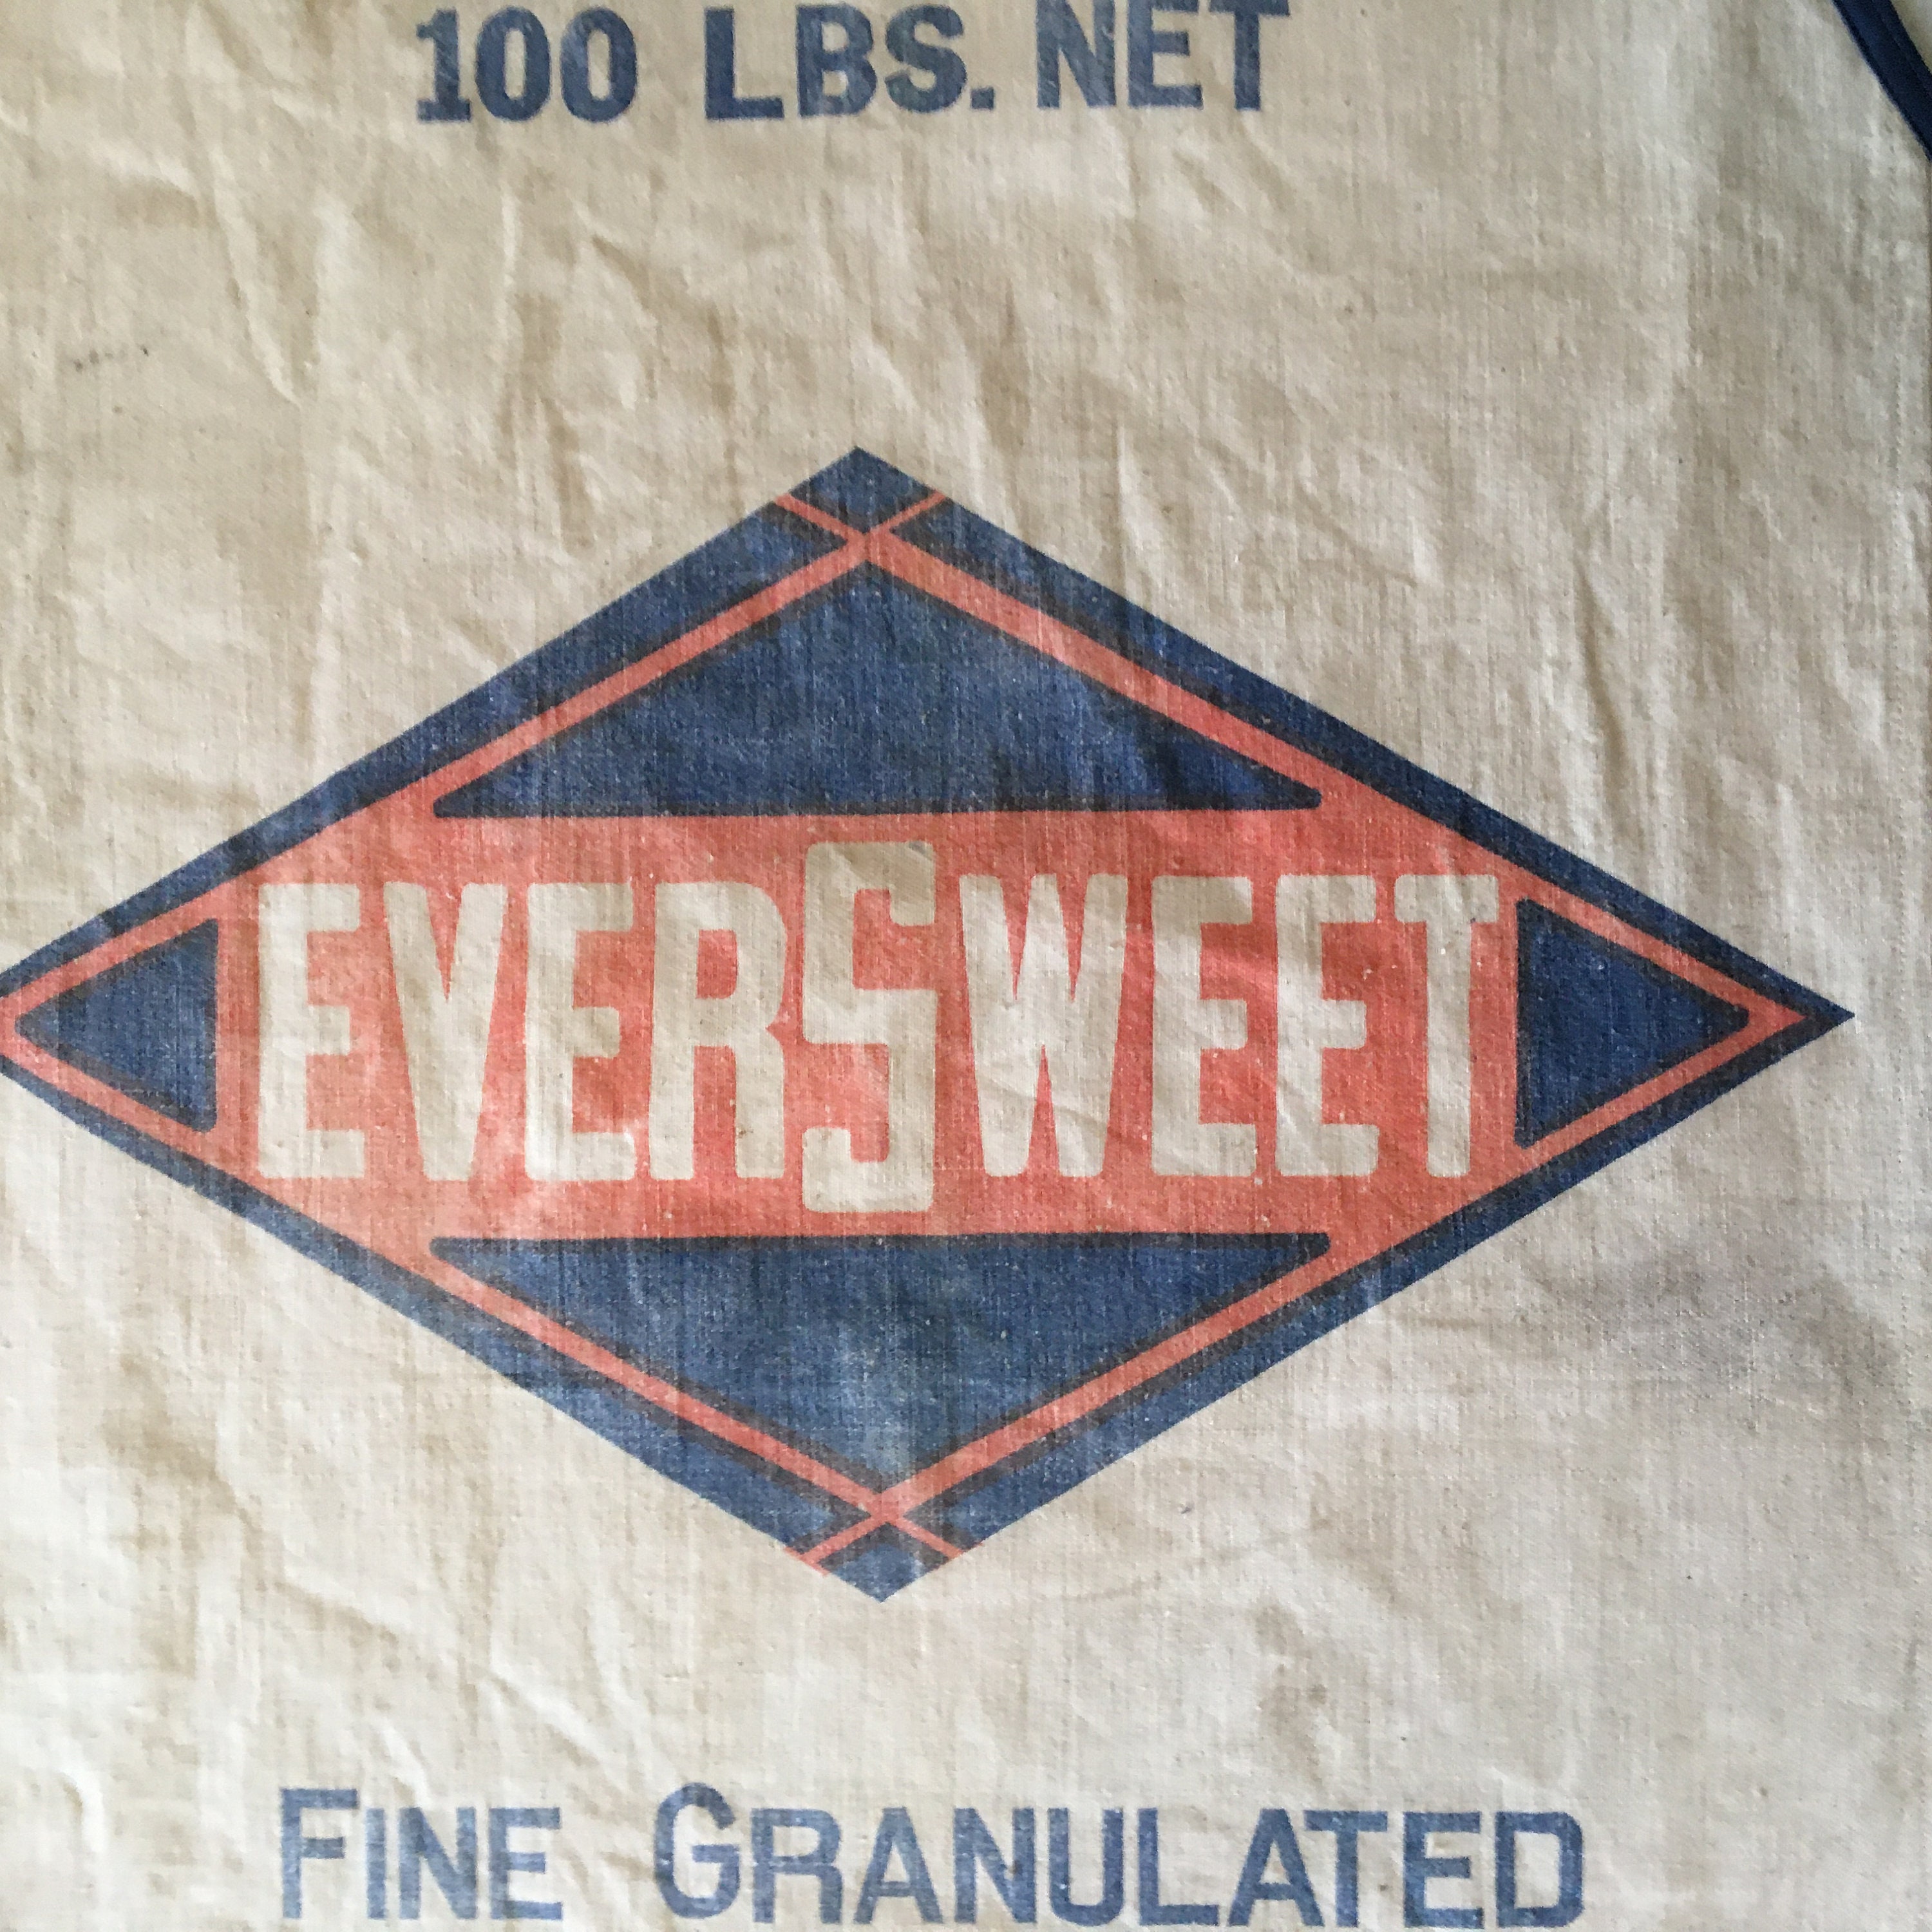 100 LBS. NET
EVERSWEET
FINE GRANULATED